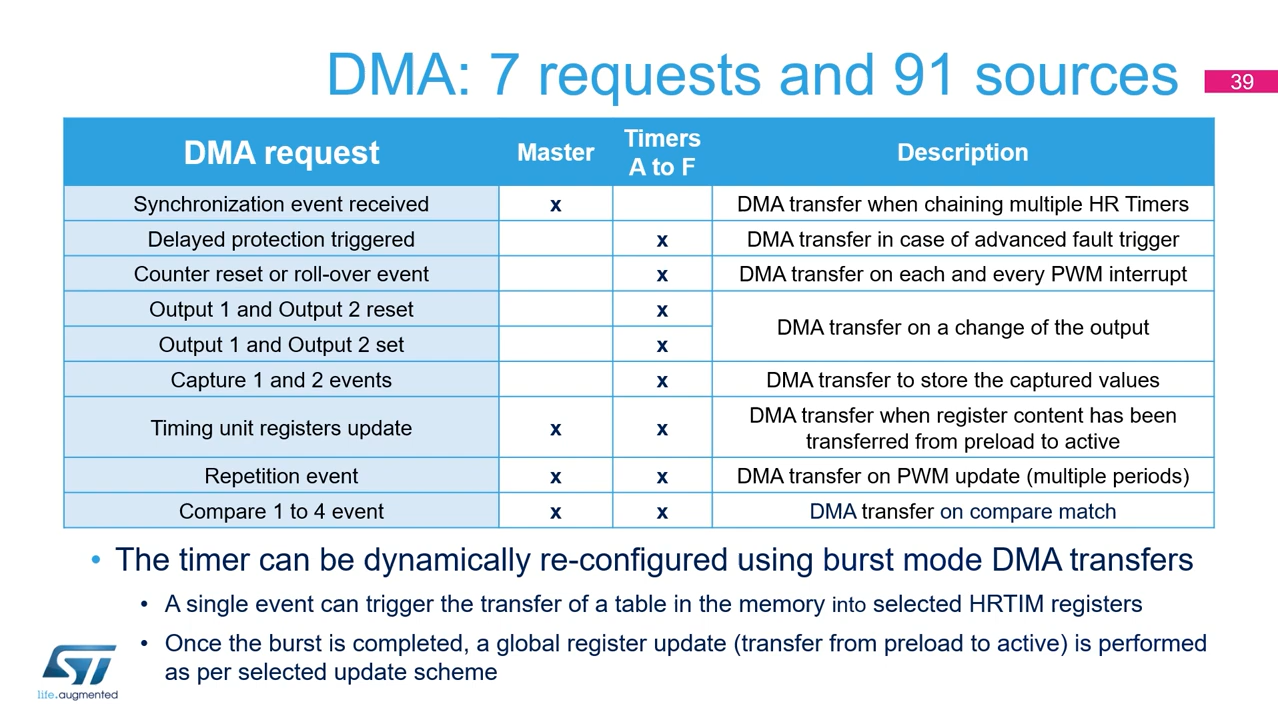 DMA: 7 requests and 91 sources
39
DMA request
Master
Timers
A to F
Description
Synchronization event received
x
DMA transfer when chaining multiple HR Timers
Delayed protection triggered
x
DMA transfer in case of advanced fault trigger
Counter reset or roll-over event
x
DMA transfer on each and every PWM interrupt
Output 1 and Output 2 reset
x
DMA transfer on a change of the output
Output 1 and Output 2 set
x
Capture 1 and 2 events
x
DMA transfer to store the captured values
Timing unit registers update
x
x
DMA transfer when register content has been
transferred from preload to active
Repetition event
x
x
DMA transfer on PWM update (multiple periods)
Compare 1 to 4 event
x
x
DMA transfer on compare match
• The timer can be dynamically re-configured using burst mode DMA transfers
• A single event can trigger the transfer of a table in the memory into selected HRTIM registers
• Once the burst is completed, a global register update (transfer from preload to active) is performed
as per selected update scheme
ST
life.augmented